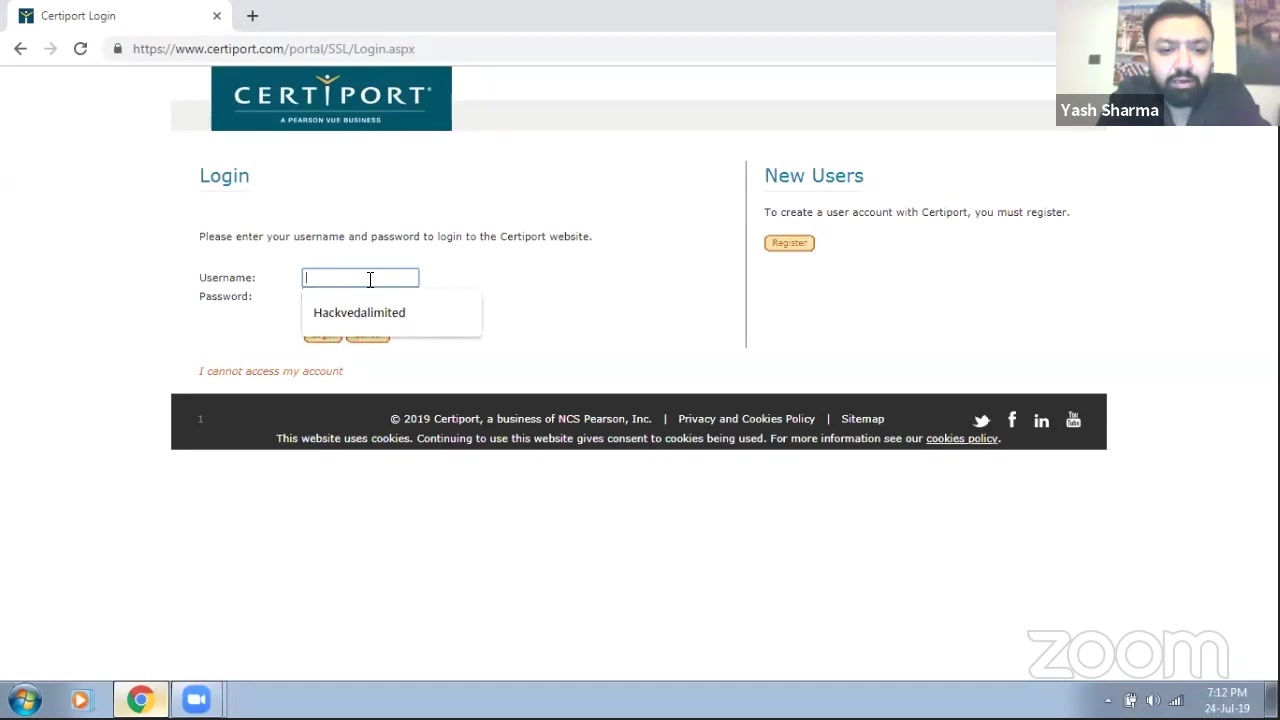 Certiport Login
https://www.certiport.com/portal/SSL/Login.aspx
CERTIPORT
A PEARSON VUE BUSINESS
Yash Sharma
Login
Please enter your username and password to login to the Certiport website.
Username:
Password:
Hackvedalimited
I cannot access my account
New Users
To create a user account with Certiport, you must register.
Register
1
© 2019 Certiport, a business of NCS Pearson, Inc. | Privacy and Cookies Policy | Sitemap
This website uses cookies. Continuing to use this website gives consent to cookies being used. For more information see our cookies policy.
You
Tube
zoom
7:12 PM
24-Jul-19